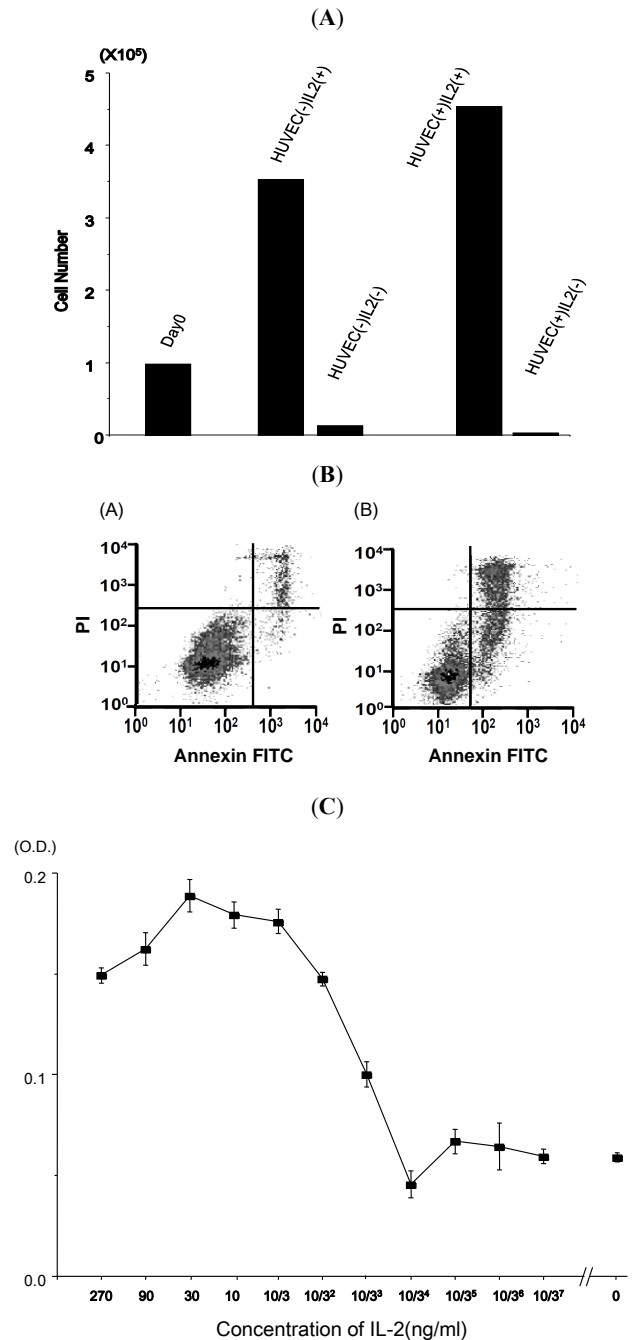 (A)
(X10⁵)
5
4
3
2
1
0
Cell Number
Day0
HUVEC(-)IL2(+)
HUVEC(-)IL2(-)
HUVEC(+)IL2(+)
HUVEC(+)IL2(-)
(B)
(A)
(B)
10⁴
10³
10²
10¹
10⁰
PI
10⁰ 10¹ 10² 10³ 10⁴
Annexin FITC
10⁴
10³
10²
10¹
10⁰
PI
10⁰ 10¹ 10² 10³ 10⁴
Annexin FITC
(C)
(O.D.)
0.2
0.1
0.0
270 90 30 10 10/3 10/3² 10/3³ 10/3⁴ 10/3⁵ 10/3⁶ 10/3⁷ 0
Concentration of IL-2(ng/ml)